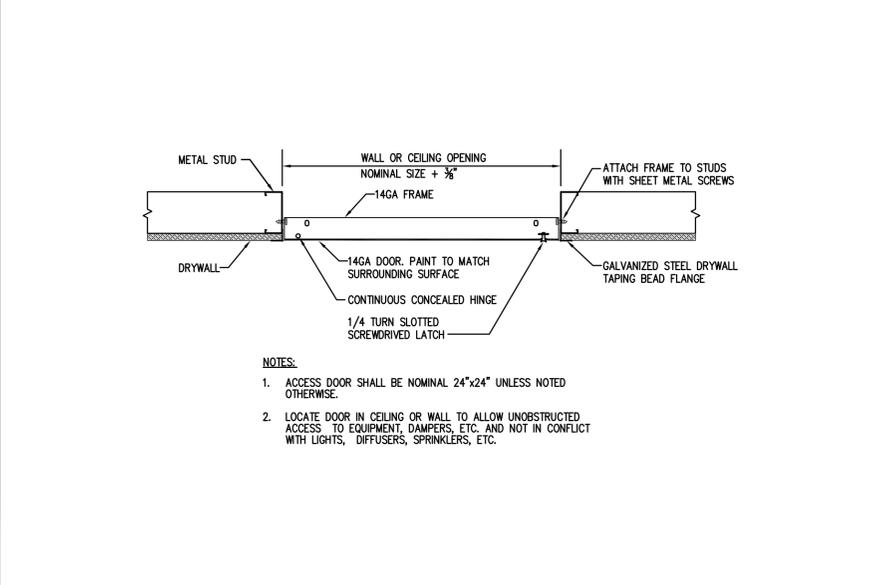 METAL STUD
WALL OR CEILING OPENING
NOMINAL SIZE + ⅜"
ATTACH FRAME TO STUDS
WITH SHEET METAL SCREWS
14GA FRAME
DRYWALL
14GA DOOR. PAINT TO MATCH
SURROUNDING SURFACE
GALVANIZED STEEL DRYWALL
TAPING BEAD FLANGE
CONTINUOUS CONCEALED HINGE
1/4 TURN SLOTTED
SCREWDRIVED LATCH
NOTES:
1. ACCESS DOOR SHALL BE NOMINAL 24"x24" UNLESS NOTED
OTHERWISE.
2. LOCATE DOOR IN CEILING OR WALL TO ALLOW UNOBSTRUCTED
ACCESS TO EQUIPMENT, DAMPERS, ETC. AND NOT IN CONFLICT
WITH LIGHTS, DIFFUSERS, SPRINKLERS, ETC.